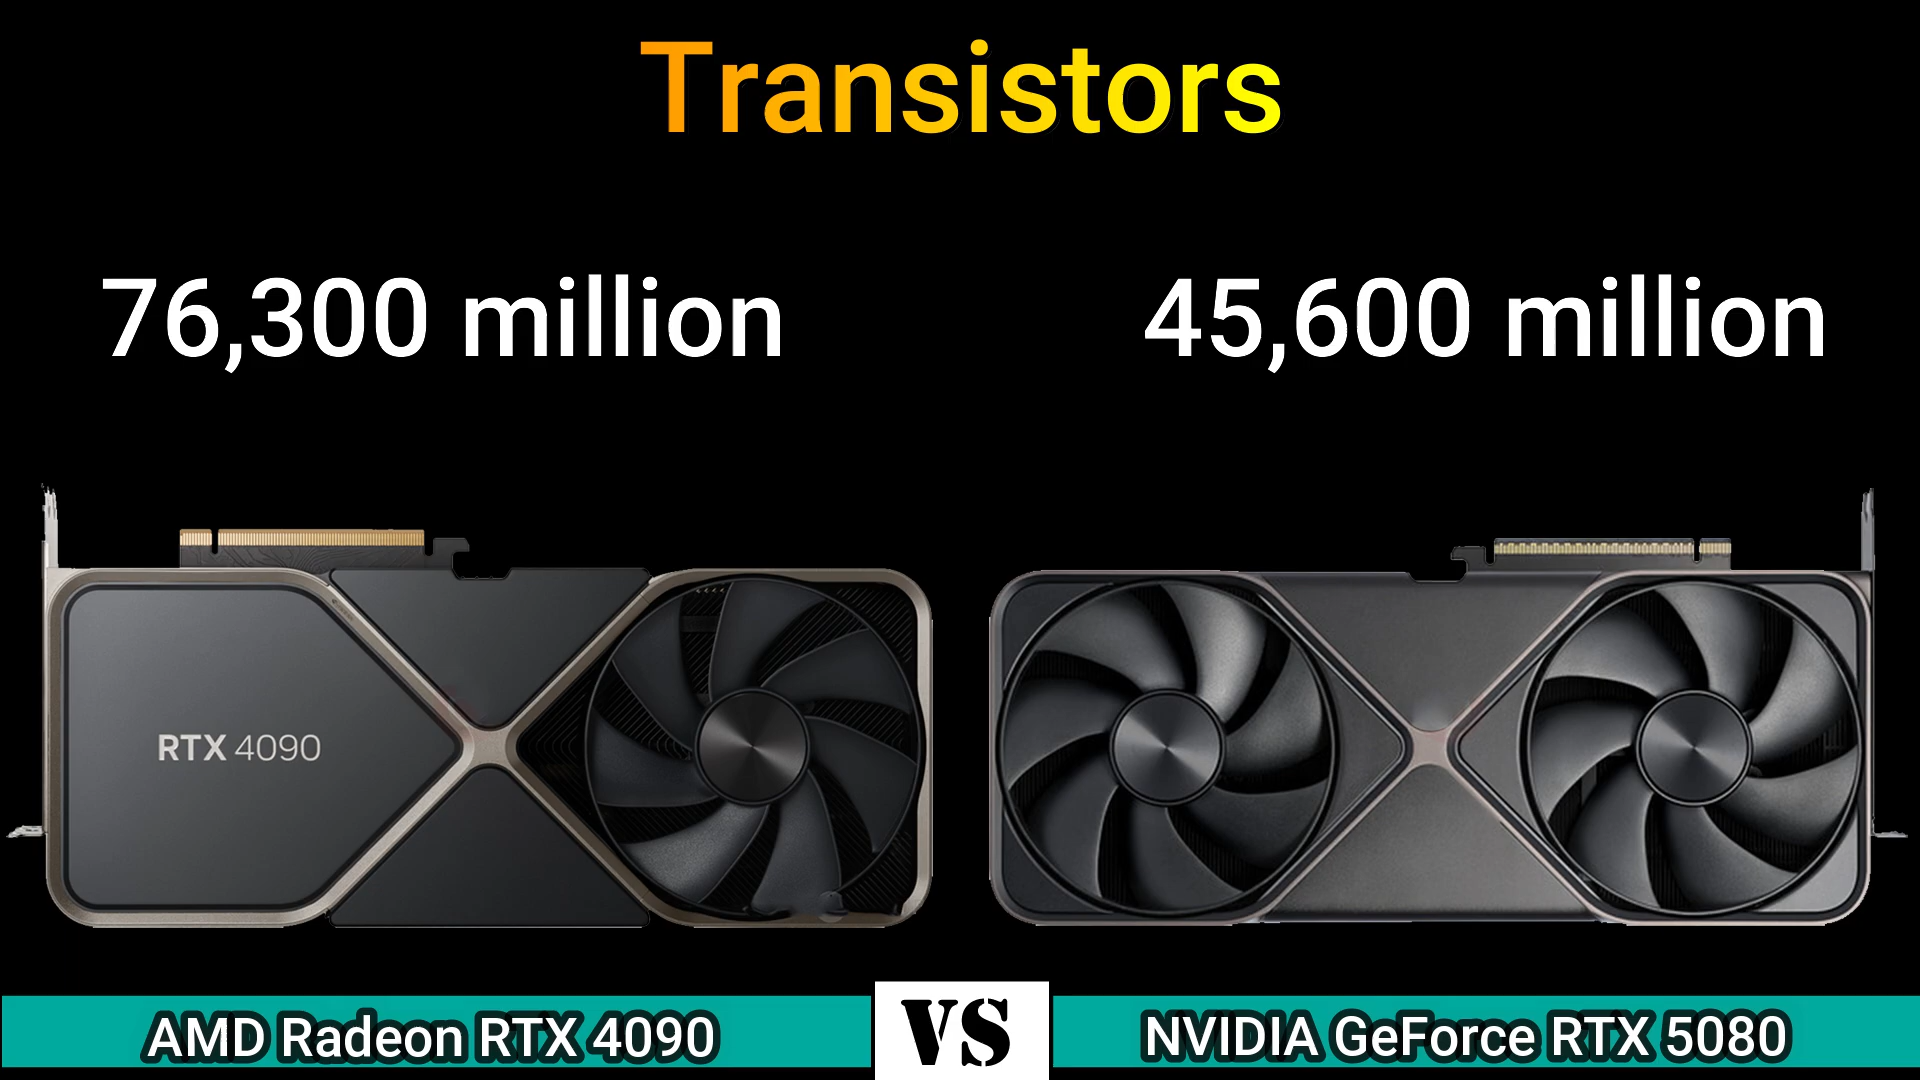 Transistors
76,300 million
45,600 million
RTX 4090
AMD Radeon RTX 4090
VS
NVIDIA GeForce RTX 5080